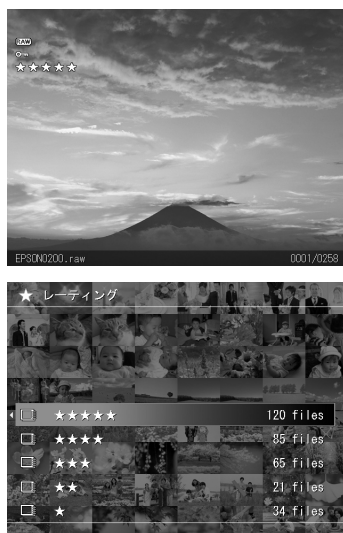 RAW
★★★★★
EPSON0200.raw
0001/0258
★ レーティング
★★★★★ 120 files
★★★★ 85 files
★★★ 65 files
★★ 21 files
★ 34 files